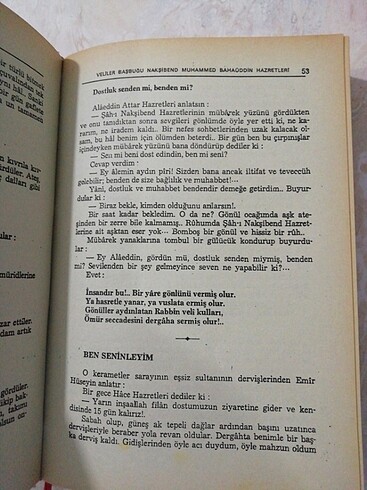 VELİLER BAŞBUĞU NAKŞİBEND MUHAMMED BAHAÜDDİN HAZRETLERİ 53
Dostluk senden mi, benden mi?
Alâeddin Attar Hazretleri anlatsın :
— Şâh-ı Nakşibend Hazretlerinin mübârek yüzünü gördükten
ve onu tanıdıktan sonra sevgileri gönlümde öyle yer etti ki, ne ka-
rarım, ne iradem kaldı.. Bir nefes sohbetlerinden uzak kalacak ol-
sam, bu hâl benim için ölümden beterdi.. Bir gün ben bu çırpınışlar
içindeyken mübârek yüzünü bana döndürüp dediler ki :
— Sen mi beni dost edindin, ben mi seni?
Cevap verdim :
— Ey âlemin aydın pîri! Sizden bana ancak iltifat ve teveccüh
gelebilir; benden de size bağlılık ve muhabbet!...
Yâni, dostluk ve muhabbet bendendir demeğe getirdim.. Buyur-
dular ki :
— Biraz bekle, kimden olduğunu anlarsın!.
Bir saat kadar bekledim. O da ne? Gönül ocağımda aşk ate-
şinden bir zerre bile kalmamış.. Rûhumda Şâh-ı Nakşibend Hazret-
lerine ait aşktan eser yok... Bomboş bir gönül ve hissiz bir rûh..
Mübârek yanaklarına tombul bir gülücük kondurup buyurdu-
lar :
— Ey Alâeddin, gördün mü, dostluk senden miymiş, benden
mi? Sevilenden bir şey gelmeyince seven ne yapabilir ki?...
Evet :
İnsandır bu!.. Bir yâre gönlünü vermiş olur.
Ya hasretle yanar, ya vuslata ermiş olur.
Gönüller aydınlatan Rabbin veli kulları,
Ömür seccadesini dergâha sermiş olur!..
BEN SENİNLEYİM
O kerametler sarayının eşsiz sultanının dervişlerinden Emir
Hüseyin anlatır :
Bir gece Hâce Hazretleri dediler ki :
— Yarın inşaallah filân dostumuzun ziyaretine gider ve ken-
disinde 15 gün kalırız!.
Sabah olup, güneş ak tepeli dağlar ardından başını uzatınca
dervişleriyle beraber yola revan oldular. Dergâhta benimle bir baş-
ka derviş kaldı. Gidişlerinden öyle acı duydum, öyle mahzun oldum